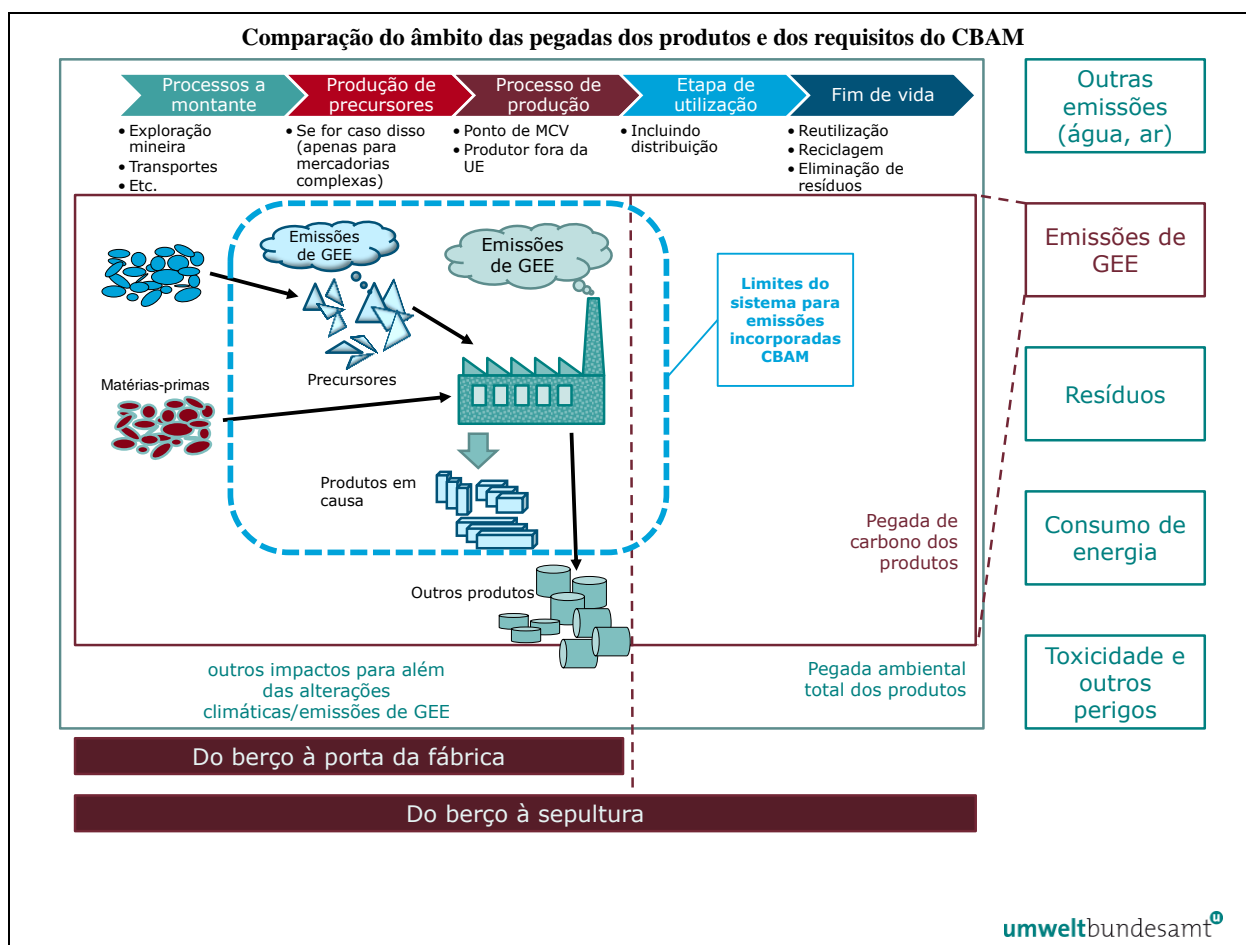 Comparação do âmbito das pegadas dos produtos e dos requisitos do CBAM
Processos a
montante
Produção de
precursores
Processo de
produção
Etapa de
utilização
Fim de vida
• Exploração
mineira
• Transportes
• Etc.
• Se for caso disso
(apenas para
mercadorias
complexas)
• Ponto de MCV
• Produtor fora da
UE
• Incluindo
distribuição
• Reutilização
• Reciclagem
• Eliminação de
resíduos
Emissões
de GEE
Emissões
de GEE
Limites do
sistema para
emissões
incorporadas
CBAM
Precursores
Matérias-primas
Produtos em
causa
Outros produtos
Pegada de
carbono dos
produtos
outros impactos para além
das alterações
climáticas/emissões de GEE
Pegada ambiental
total dos produtos
Do berço à porta da fábrica
Do berço à sepultura
Outras
emissões
(água, ar)
Emissões de
GEE
Resíduos
Consumo de
energia
Toxicidade e
outros
perigos
umweltbundesamt u